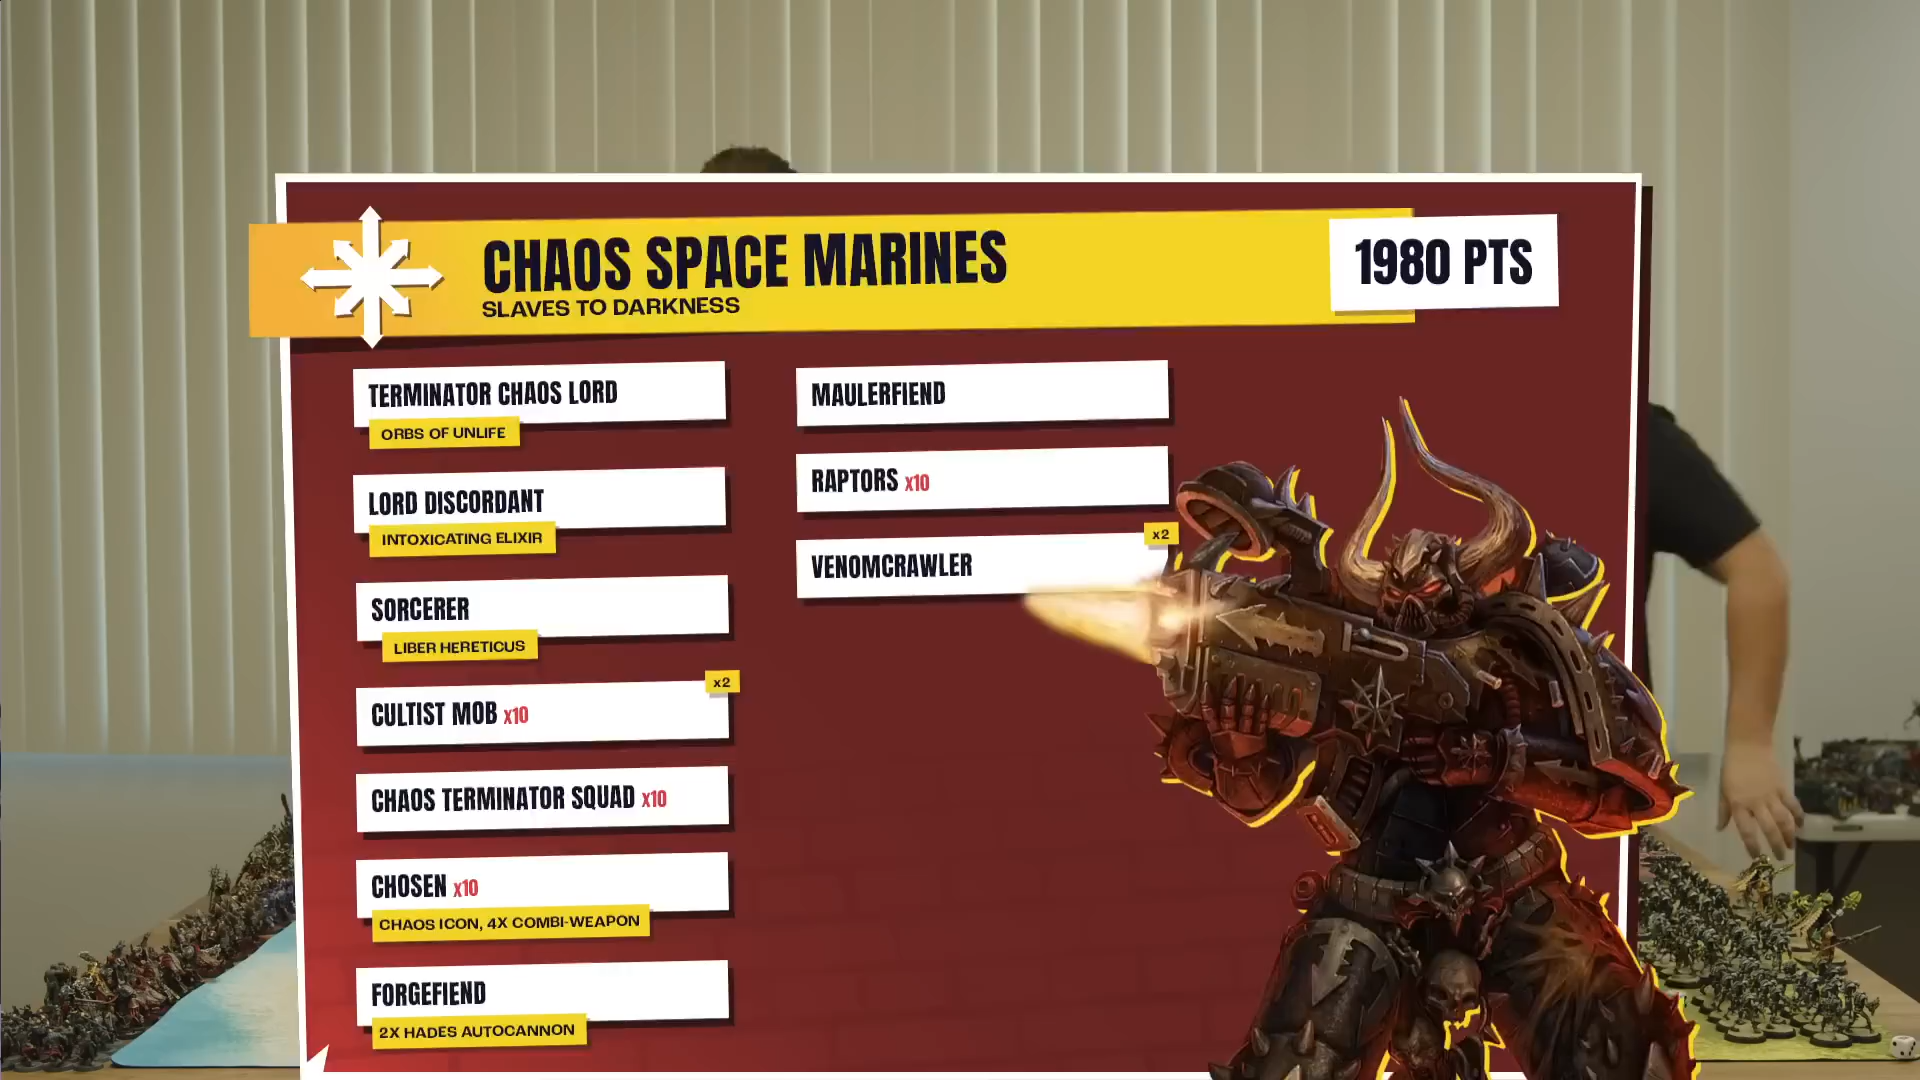 CHAOS SPACE MARINES
SLAVES TO DARKNESS
1980 PTS
TERMINATOR CHAOS LORD
ORBS OF UNLIFE
LORD DISCORDANT
INTOXICATING ELIXIR
SORCERER
LIBER HERETICUS
x2
CULTIST MOB x10
CHAOS TERMINATOR SQUAD x10
CHOSEN x10
CHAOS ICON, 4X COMBI-WEAPON
FORGEFIEND
2X HADES AUTOCANNON
MAULERFIEND
RAPTORS x10
x2
VENOMCRAWLER